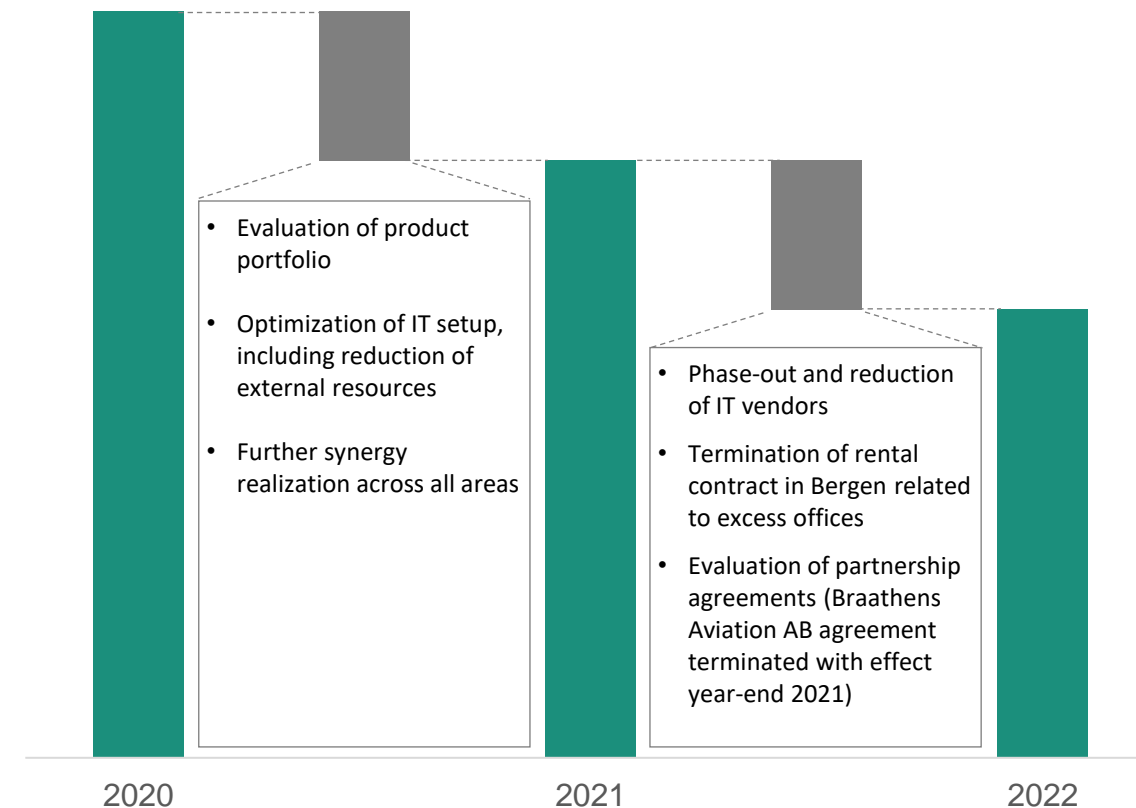 • Evaluation of product
portfolio
• Optimization of IT setup,
including reduction of
external resources
• Further synergy
realization across all areas
• Phase-out and reduction
of IT vendors
• Termination of rental
contract in Bergen related
to excess offices
• Evaluation of partnership
agreements (Braathens
Aviation AB agreement
terminated with effect
year-end 2021)
2020
2021
2022